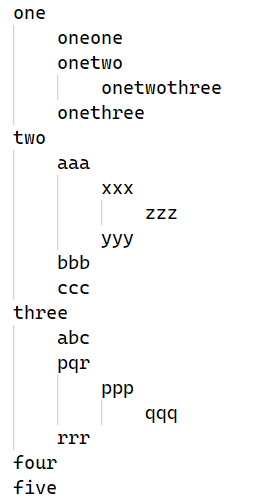 one
    oneone
    onetwo
        onetwothree
    onethree
two
    aaa
        xxx
            zzz
        yyy
    bbb
    ccc
three
    abc
    pqr
        ppp
            qqq
    rrr
four
five